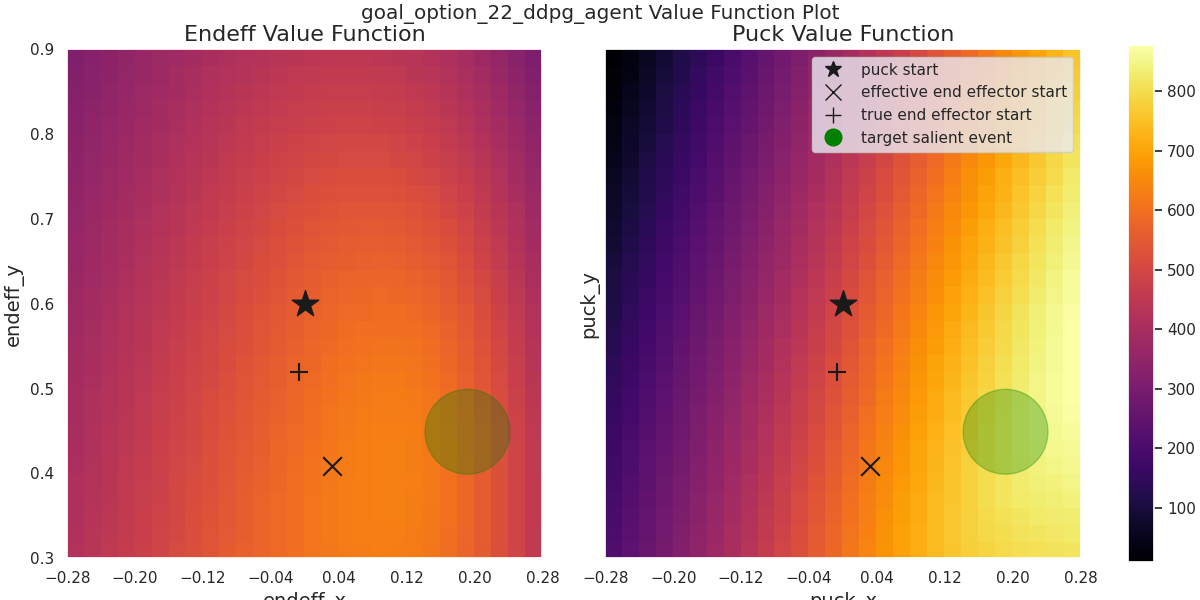 goal_option_22_ddpg_agent Value Function Plot
Endeff Value Function
Puck Value Function
puck start
effective end effector start
true end effector start
target salient event
endeff_y
0.9
0.8
0.7
0.6
0.5
0.4
0.3
−0.28 −0.20 −0.12 −0.04 0.04 0.12 0.20 0.28
endeff_x
puck_y
−0.28 −0.20 −0.12 −0.04 0.04 0.12 0.20 0.28
puck_x
800
700
600
500
400
300
200
100